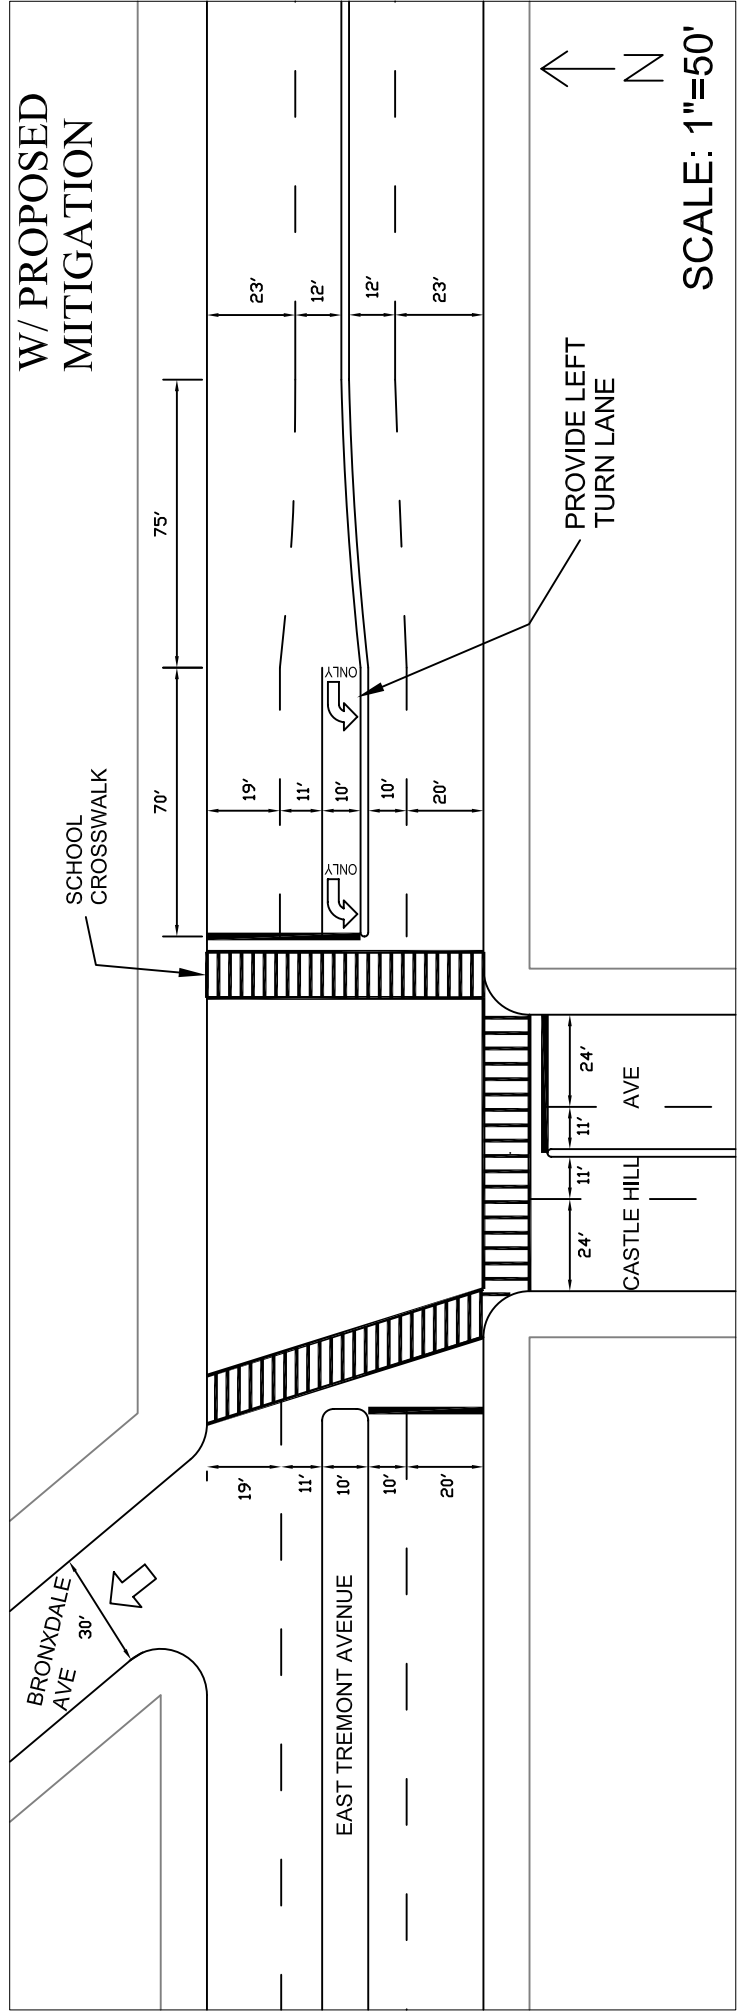 W/ PROPOSED
MITIGATION
N
SCALE: 1"=50'
23'
12'
12'
23'
75'
PROVIDE LEFT
TURN LANE
70'
ONLY
ONLY
19'
11'
10'
10'
20'
SCHOOL
CROSSWALK
24'
11'
11'
24'
CASTLE HILL
AVE
19'
11'
10'
10'
20'
BRONXDALE
AVE
30'
EAST TREMONT AVENUE